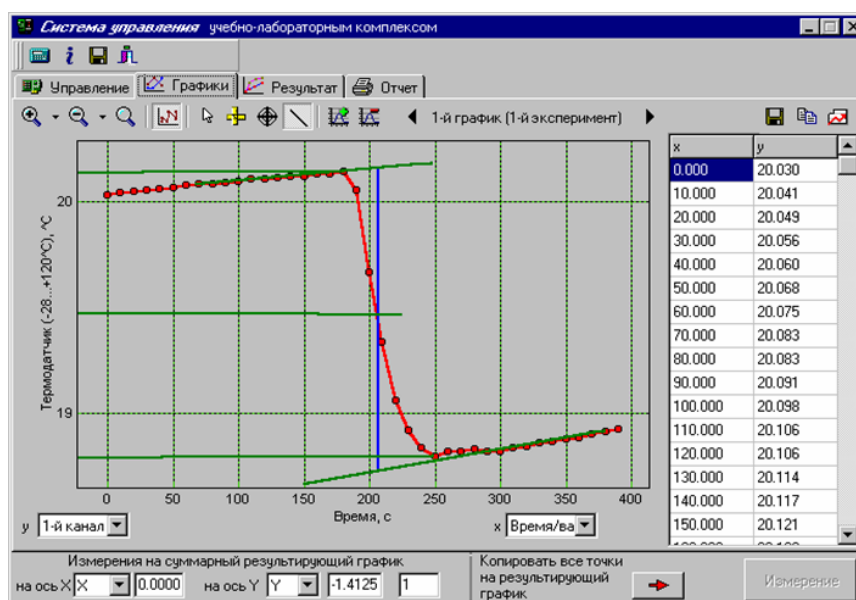 Система управления учебно-лабораторным комплексом
Управление Графики Результат Отчет
1-й график (1-й эксперимент)
x y
0.000 20.030
10.000 20.041
20.000 20.049
30.000 20.056
40.000 20.060
50.000 20.068
60.000 20.075
70.000 20.083
80.000 20.083
90.000 20.091
100.000 20.098
110.000 20.106
120.000 20.106
130.000 20.114
140.000 20.117
150.000 20.121
Термодатчик (-28...+120^C), ^C
20
19
0 50 100 150 200 250 300 350 400
Время, с
y 1-й канал
x Время/ва
Измерения на суммарный результирующий график
на ось X X 0.0000 на ось Y Y -1.4125 1
Копировать все точки
на результирующий
график
Измерение